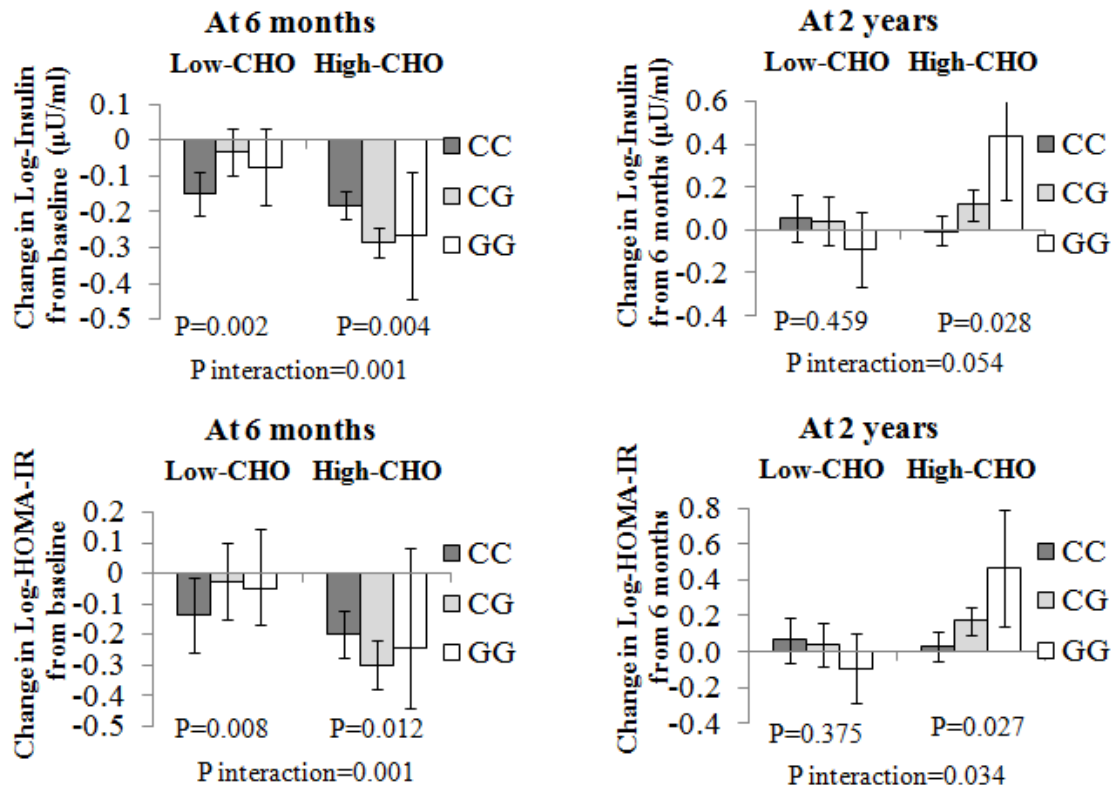 At 6 months
Low-CHO High-CHO
Change in Log-Insulin
from baseline (µU/ml)
0.1
0
-0.1
-0.2
-0.3
-0.4
-0.5
CC
CG
GG
P=0.002 P=0.004
P interaction=0.001
At 2 years
Low-CHO High-CHO
Change in Log-Insulin
from 6 months (µU/ml)
0.6
0.4
0.2
0.0
-0.2
-0.4
CC
CG
GG
P=0.459 P=0.028
P interaction=0.054
At 6 months
Low-CHO High-CHO
Change in Log-HOMA-IR
from baseline
0.2
0.1
0
-0.1
-0.2
-0.3
-0.4
-0.5
CC
CG
GG
P=0.008 P=0.012
P interaction=0.001
At 2 years
Low-CHO High-CHO
Change in Log-HOMA-IR
from 6 months
0.8
0.6
0.4
0.2
0.0
-0.2
-0.4
CC
CG
GG
P=0.375 P=0.027
P interaction=0.034